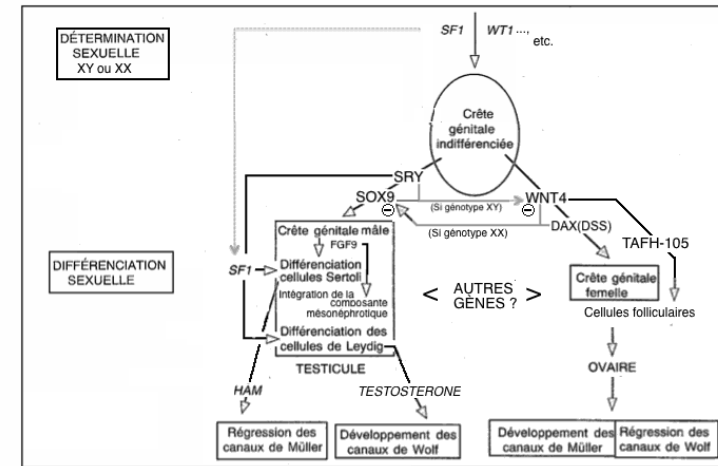 DÉTERMINATION
SEXUELLE
XY ou XX
SF1 WT1....,
etc.
Crête
génitale
indifférenciée
SRY
SOX9
WNT4
(Si génotype XY)
(Si génotype XX)
DAX(DSS)
TAFH-105
DIFFÉRENCIATION
SEXUELLE
SF1
Crête génitale mâle
FGF9
Différenciation
cellules Sertoli
Intégration de la
composante
mésonéphrotique
Différenciation des
cellules de Leydig
TESTICULE
< AUTRES >
GÈNES ?
Crête génitale
femelle
Cellules folliculaires
OVAIRE
HAM
TESTOSTERONE
Régression des
canaux de Müller
Développement des
canaux de Wolf
Développement des
canaux de Müller
Régression des
canaux de Wolf